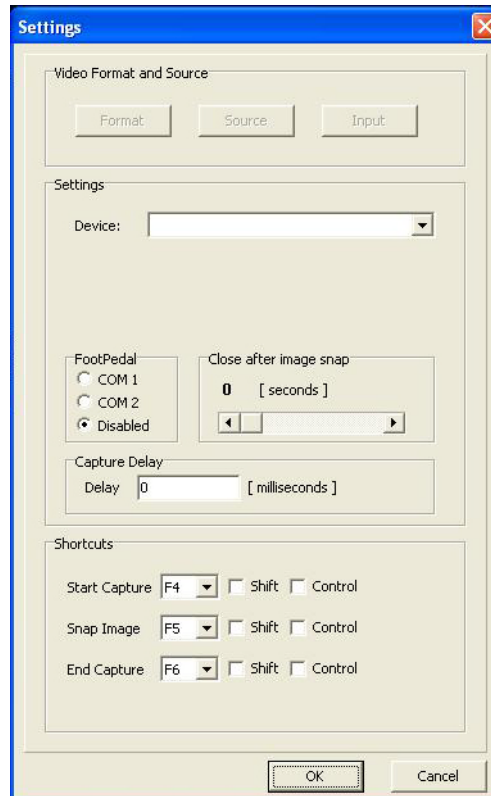 Settings
Video Format and Source
Format Source Input
Settings
Device:
FootPedal
COM 1
COM 2
Disabled
Close after image snap
0 [ seconds ]
Capture Delay
Delay 0 [ milliseconds ]
Shortcuts
Start Capture F4 Shift Control
Snap Image F5 Shift Control
End Capture F6 Shift Control
OK Cancel